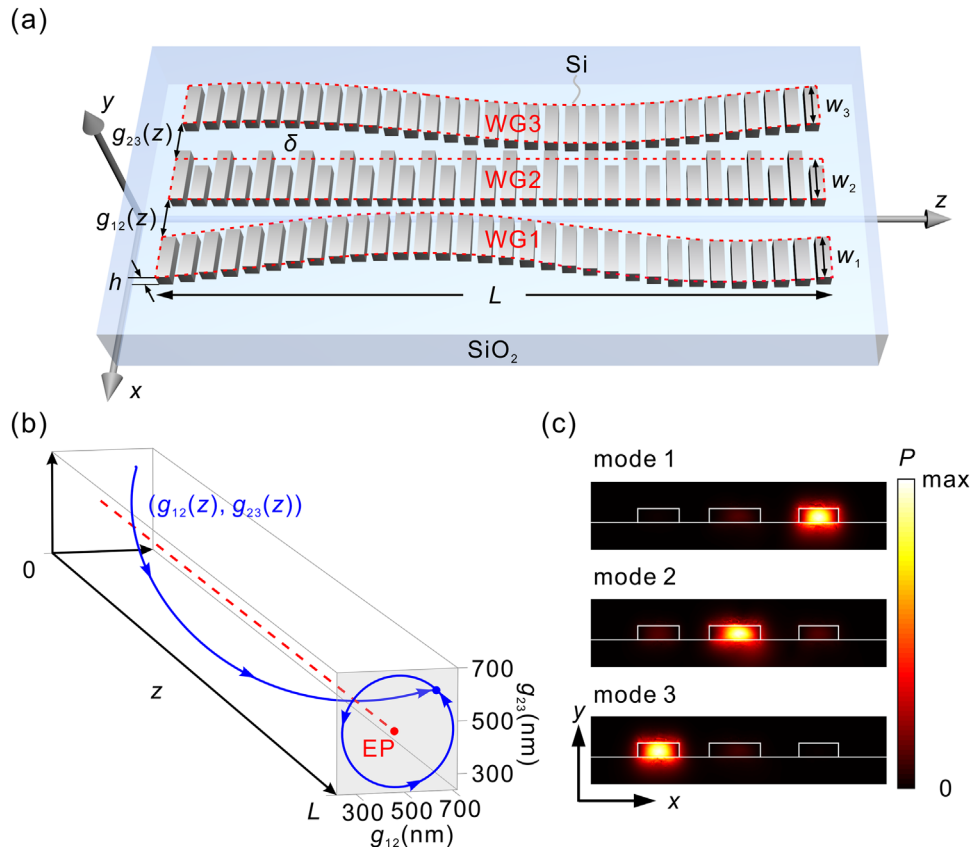 (a)
Si
y
g₂₃(z)
δ
WG3
w₃
WG2
w₂
z
g₁₂(z)
WG1
w₁
h
L
SiO₂
x
(b)
(g₁₂(z), g₂₃(z))
0
z
EP
700
500
300
g₂₃(nm)
L
300 500 700
g₁₂(nm)
(c)
mode 1
P
max
mode 2
mode 3
y
x
0